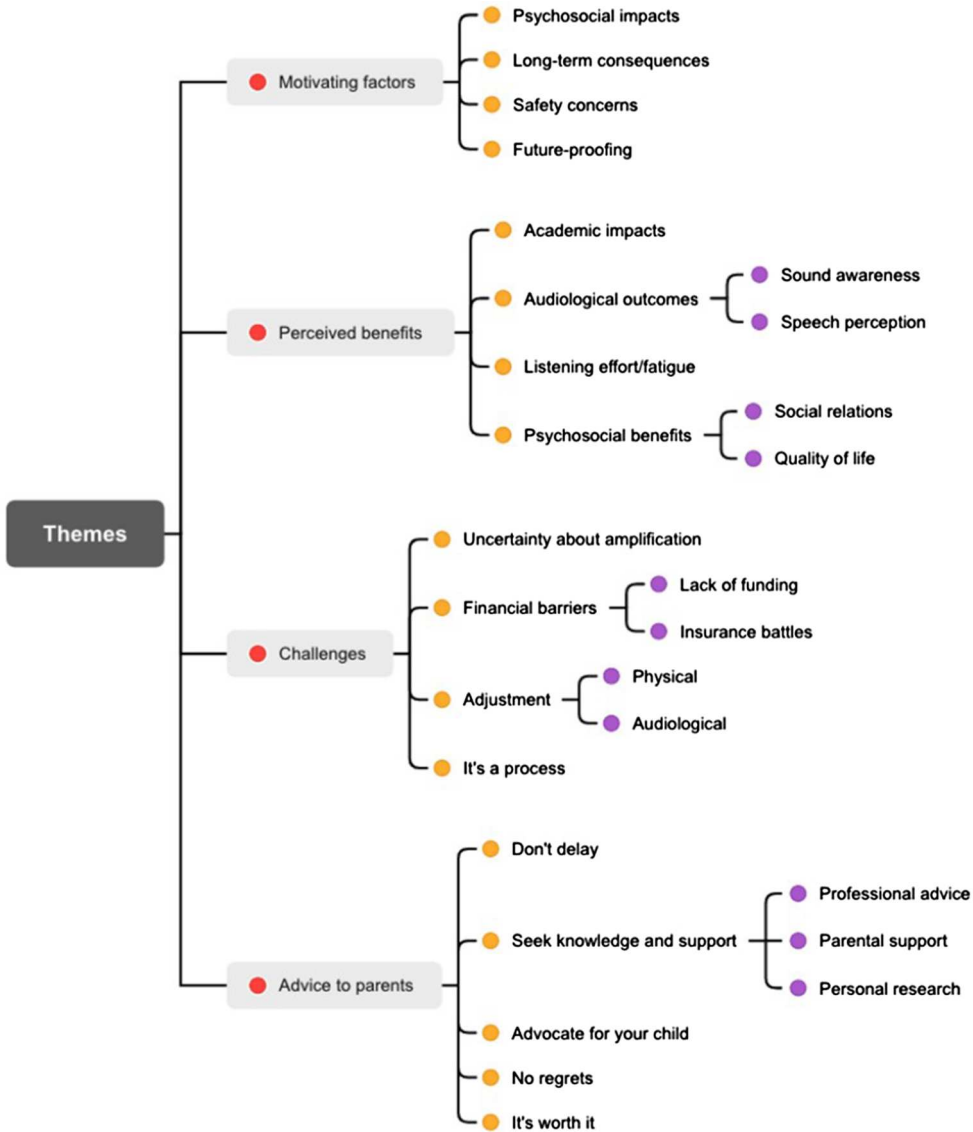 Themes
Motivating factors
Psychosocial impacts
Long-term consequences
Safety concerns
Future-proofing
Perceived benefits
Academic impacts
Audiological outcomes
Sound awareness
Speech perception
Listening effort/fatigue
Psychosocial benefits
Social relations
Quality of life
Challenges
Uncertainty about amplification
Financial barriers
Lack of funding
Insurance battles
Adjustment
Physical
Audiological
It's a process
Advice to parents
Don't delay
Seek knowledge and support
Professional advice
Parental support
Personal research
Advocate for your child
No regrets
It's worth it